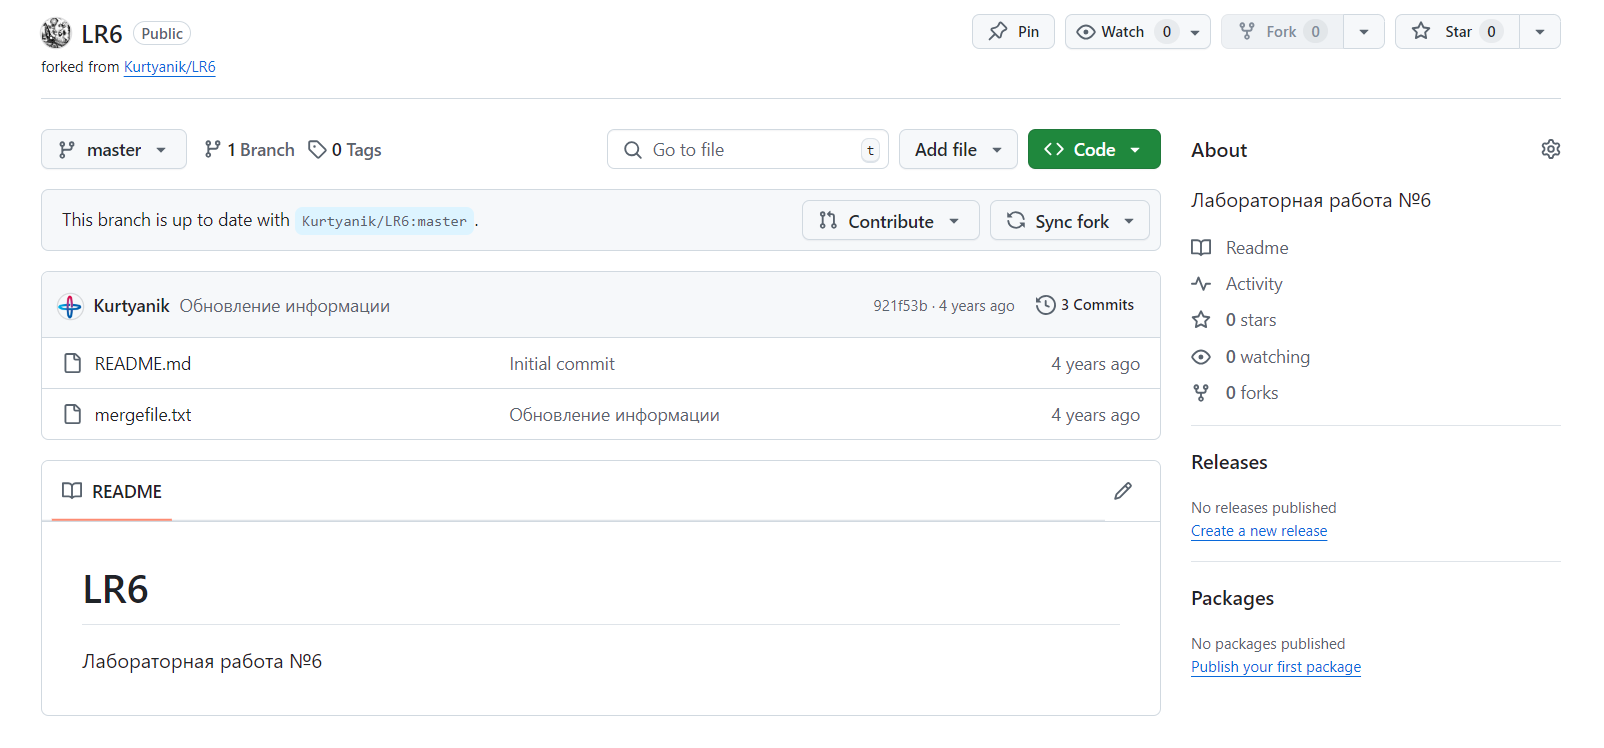 LR6 Public
Pin
Watch 0
Fork 0
Star 0
forked from Kurtyanik/LR6
master
1 Branch
0 Tags
Go to file t
Add file
Code
This branch is up to date with Kurtyanik/LR6:master.
Contribute
Sync fork
Kurtyanik Обновление информации 921f53b · 4 years ago 3 Commits
README.md Initial commit 4 years ago
mergefile.txt Обновление информации 4 years ago
README
LR6
Лабораторная работа №6
About
Лабораторная работа №6
Readme
Activity
0 stars
0 watching
0 forks
Releases
No releases published
Create a new release
Packages
No packages published
Publish your first package